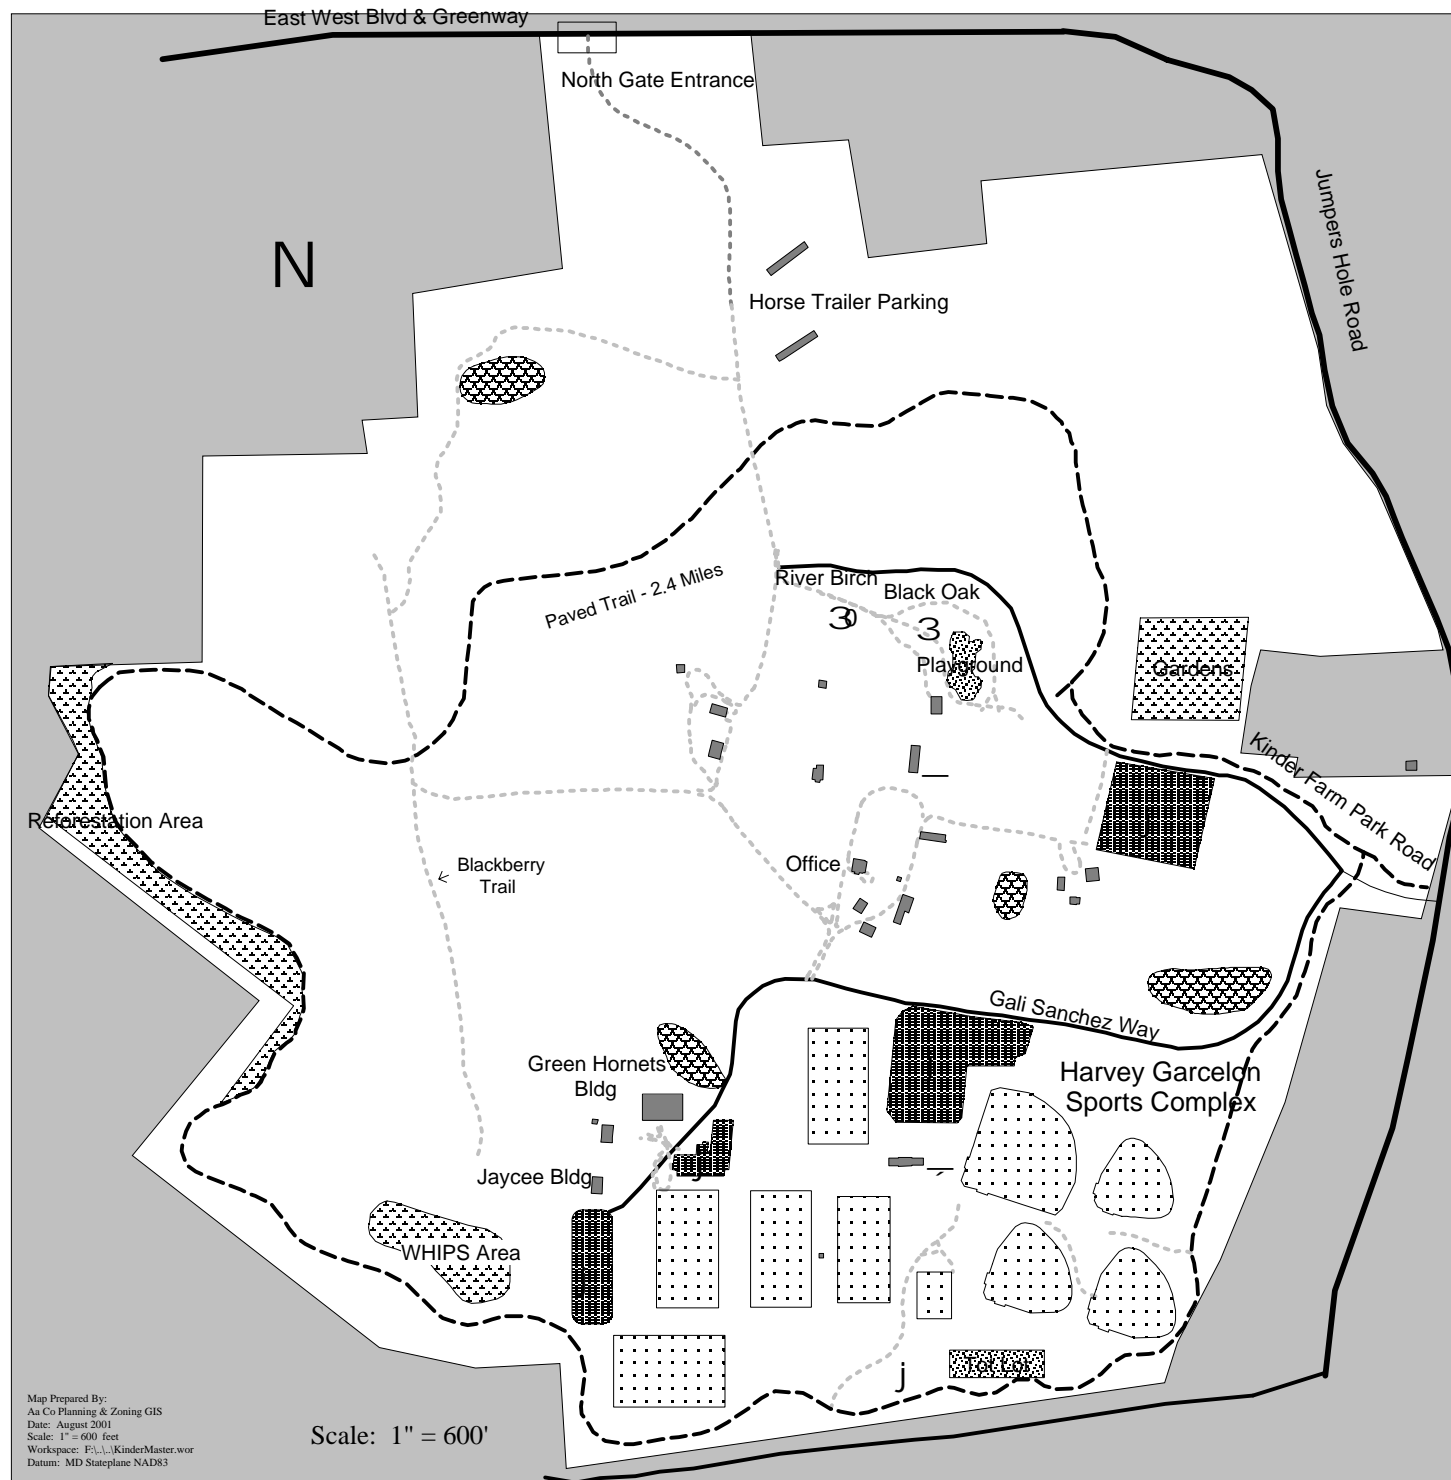 East West Blvd & Greenway
North Gate Entrance
Jumpers Hole Road
N
Horse Trailer Parking
Paved Trail - 2.4 Miles
River Birch
Black Oak
3
3
Playground
Gardens
Kinder Farm Park Road
Reforestation Area
Blackberry
Trail
Office
Gali Sanchez Way
Green Hornets
Bldg
Harvey Garcelon
Sports Complex
Jaycee Bldg
WHIPS Area
Tot Lot
j
Map Prepared By:
Aa Co Planning & Zoning GIS
Date: August 2001
Scale: 1" = 600 feet
Workspace: F:\..\..\KinderMaster.wor
Datum: MD Stateplane NAD83
Scale: 1" = 600'